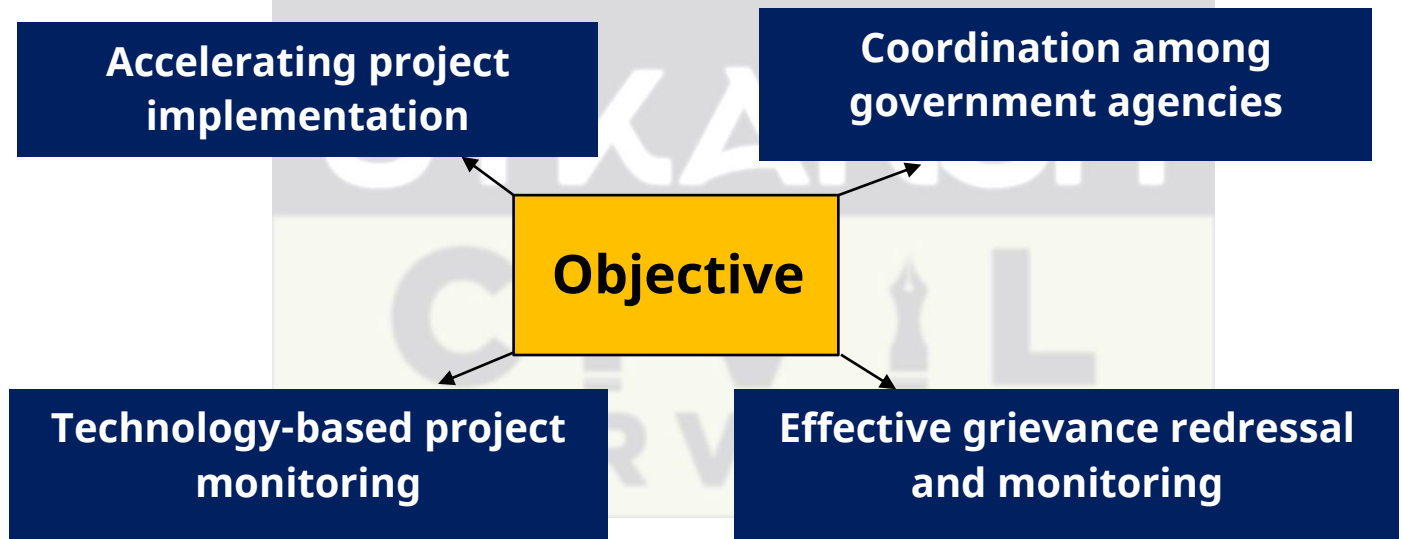 Accelerating project
implementation
Coordination among
government agencies
Objective
Technology-based project
monitoring
Effective grievance redressal
and monitoring